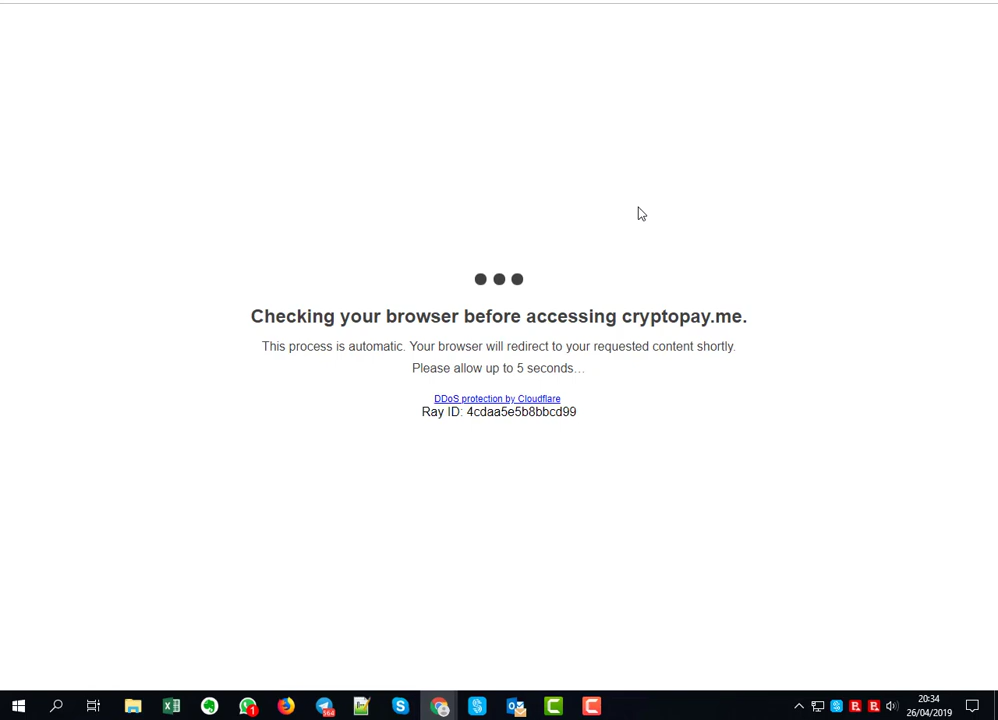 Checking your browser before accessing cryptopay.me.
This process is automatic. Your browser will redirect to your requested content shortly.
Please allow up to 5 seconds…
DDoS protection by Cloudflare
Ray ID: 4cdaa5e5b8bbcd99
1
564
20:34
26/04/2019